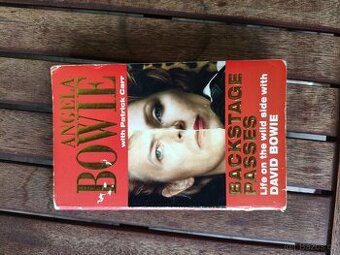 ANGELA
BOWIE
with Patrick Carr
BACKSTAGE
PASSES
Life on the wild side with
DAVID BOWIE